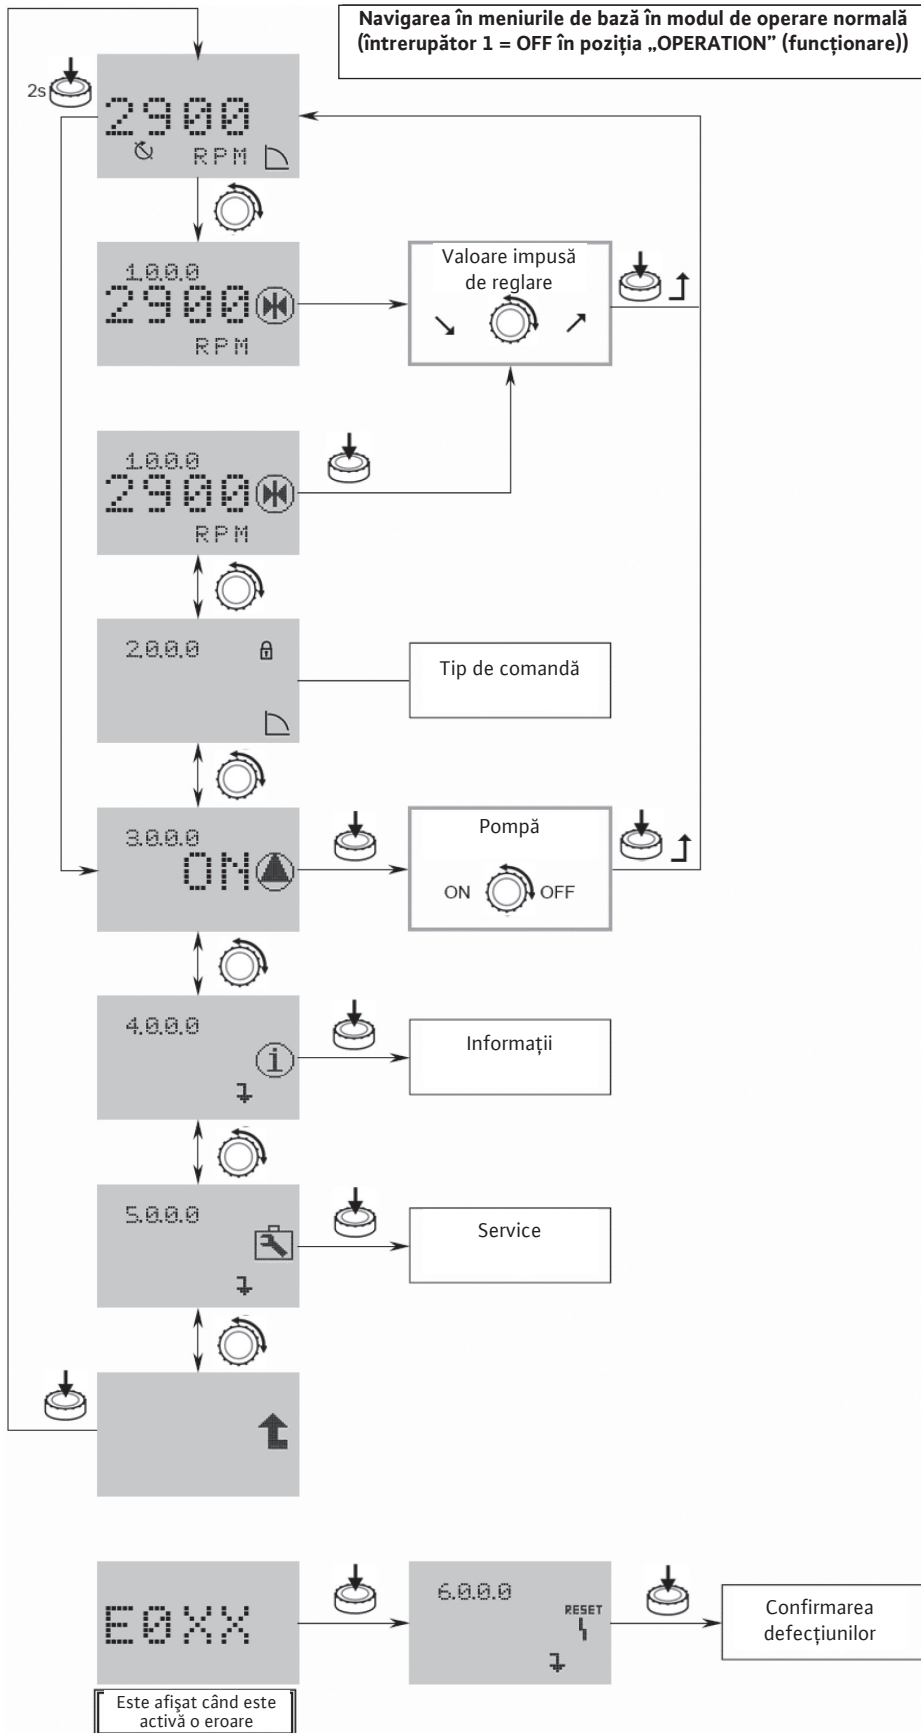 Navigarea în meniurile de bază în modul de operare normală
(întrerupător 1 = OFF în poziția „OPERATION” (funcționare))
2s
2900
RPM
1.0.0.0
2900
RPM
Valoare impusă
de reglare
1.0.0.0
2900
RPM
2.0.0.0
Tip de comandă
3.0.0.0
ON
Pompă
ON OFF
4.0.0.0
i
Informații
5.0.0.0
Service
E0XX
6.0.0.0
RESET
Confirmarea
defecțiunilor
Este afişat când este
activă o eroare